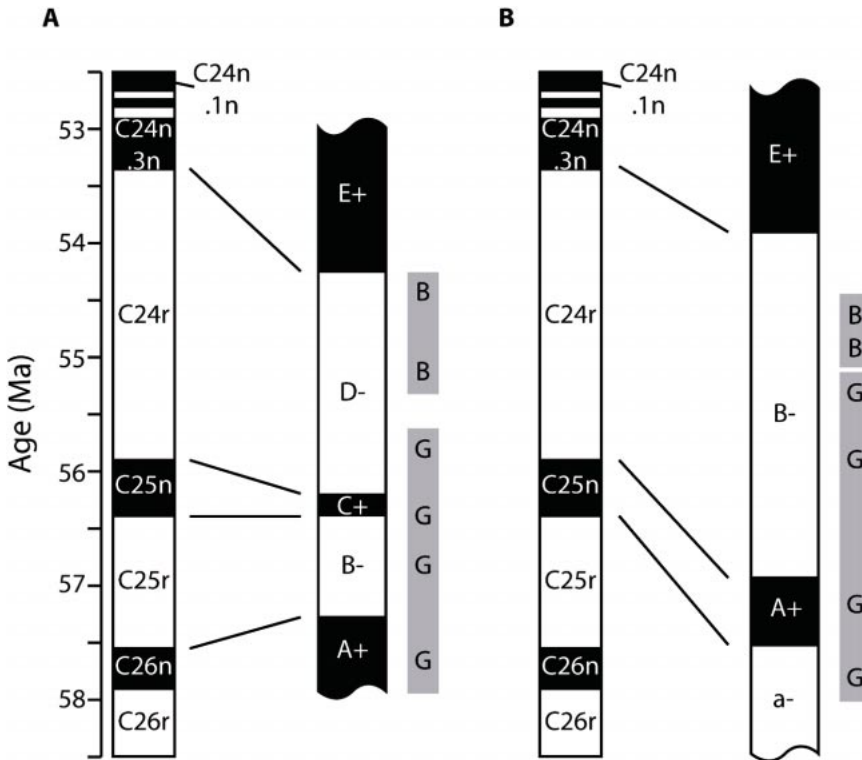 A
C24n
.1n
53
C24n
.3n
E+
54
C24r
B
55
B
D-
G
56
C25n
C+
G
B-
G
57
C25r
A+
G
C26n
58
C26r
Age (Ma)
B
C24n
.1n
C24n
.3n
E+
C24r
B
B
G
B-
G
C25n
C25r
A+
G
C26n
G
a-
C26r